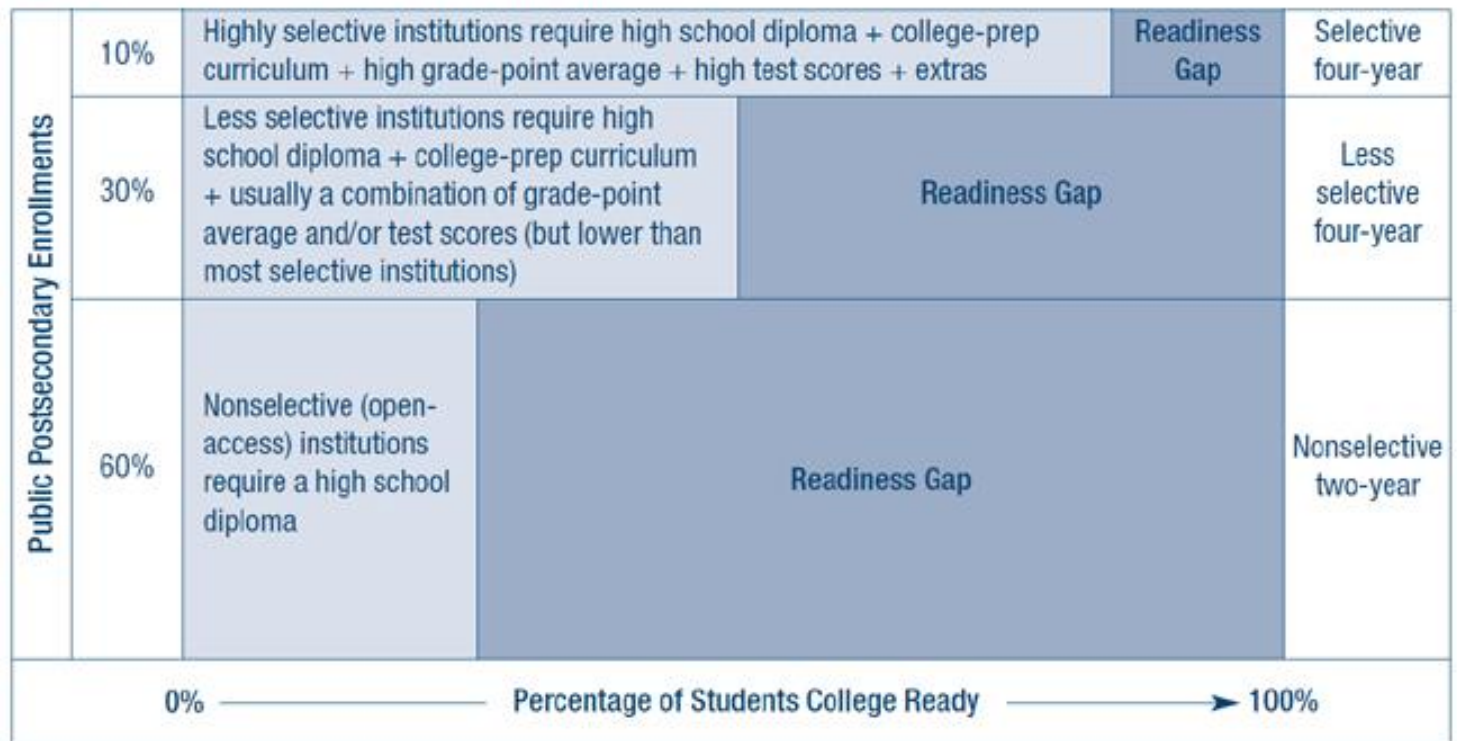 Public Postsecondary Enrollments
10%
Highly selective institutions require high school diploma + college-prep
curriculum + high grade-point average + high test scores + extras
Readiness
Gap
Selective
four-year
30%
Less selective institutions require high
school diploma + college-prep curriculum
+ usually a combination of grade-point
average and/or test scores (but lower than
most selective institutions)
Readiness Gap
Less
selective
four-year
60%
Nonselective (open-
access) institutions
require a high school
diploma
Readiness Gap
Nonselective
two-year
0% Percentage of Students College Ready 100%